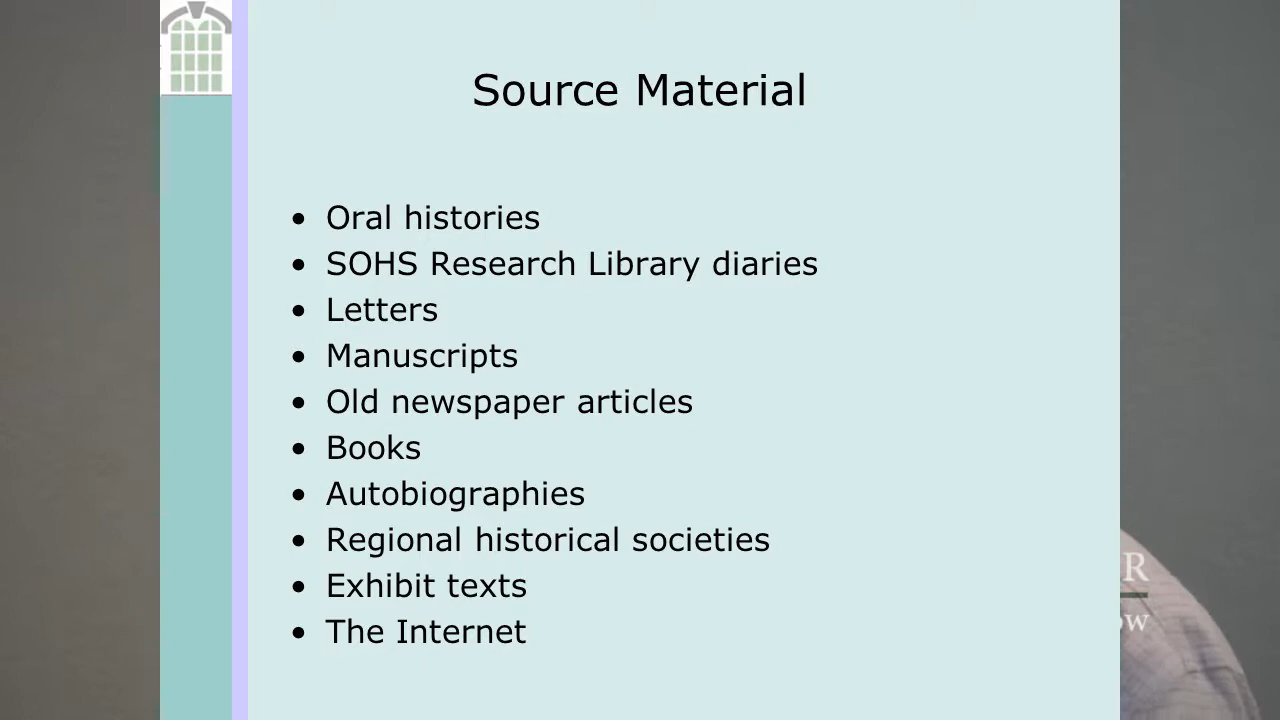 Source Material
• Oral histories
• SOHS Research Library diaries
• Letters
• Manuscripts
• Old newspaper articles
• Books
• Autobiographies
• Regional historical societies
• Exhibit texts
• The Internet
R
ow